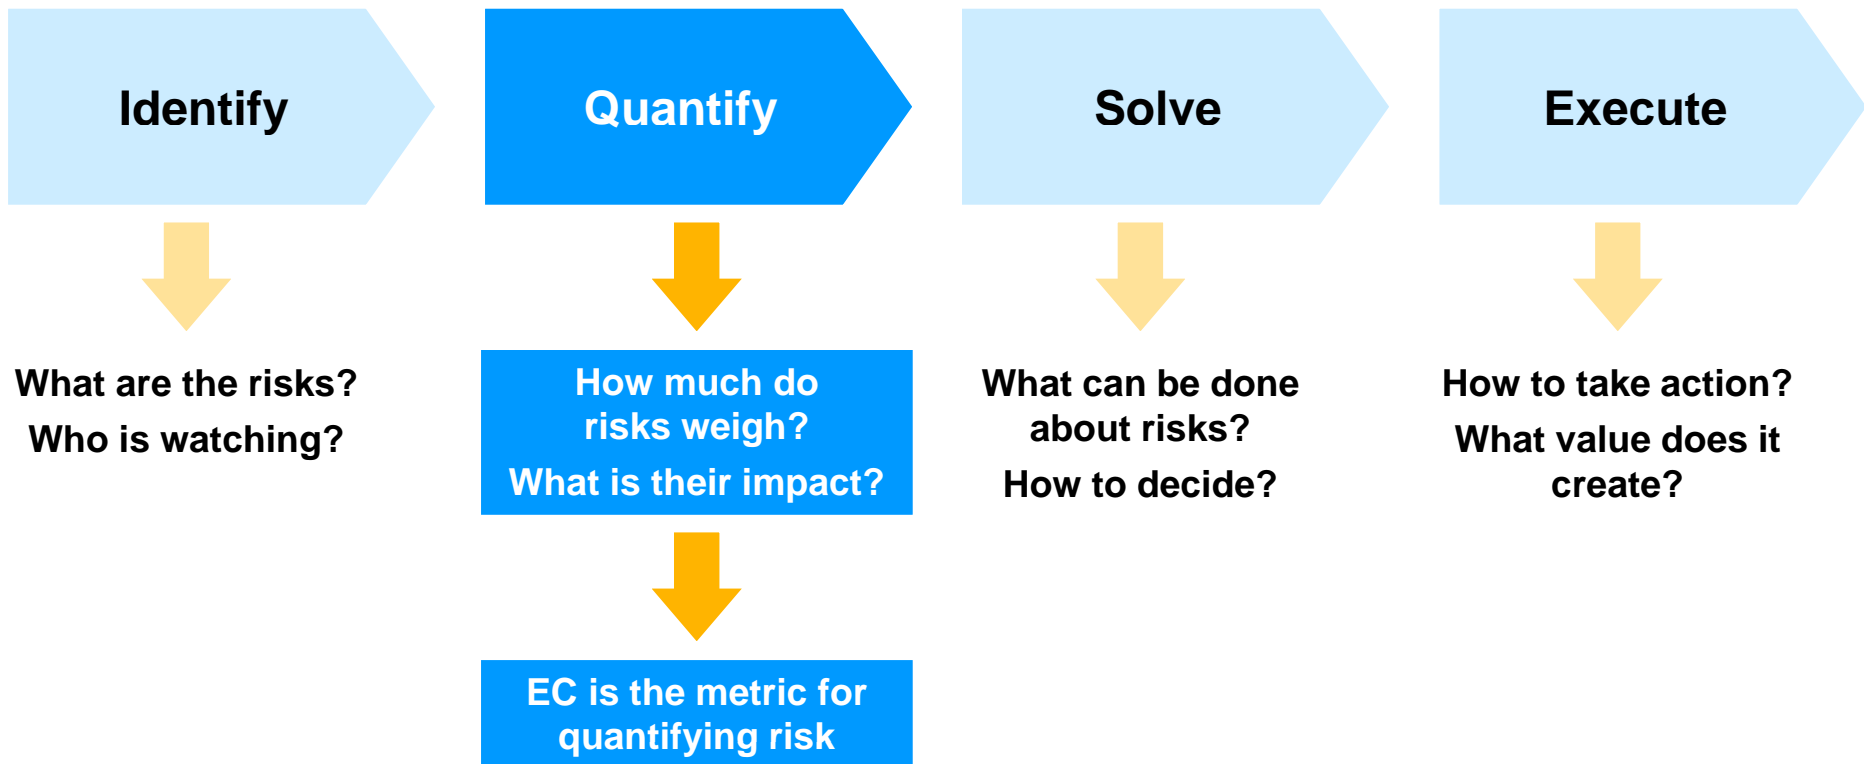 Identify
Quantify
Solve
Execute
What are the risks?
Who is watching?
How much do
risks weigh?
What is their impact?
EC is the metric for
quantifying risk
What can be done
about risks?
How to decide?
How to take action?
What value does it
create?